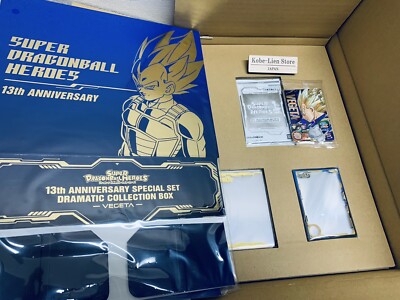 SUPER
DRAGONBALL
HEROES
13th ANNIVERSARY
Kobe-Lien Store
JAPAN
SUPER
DRAGONBALL HEROES
13th ANNIVERSARY SPECIAL SET
DRAMATIC COLLECTION BOX
VEGETA